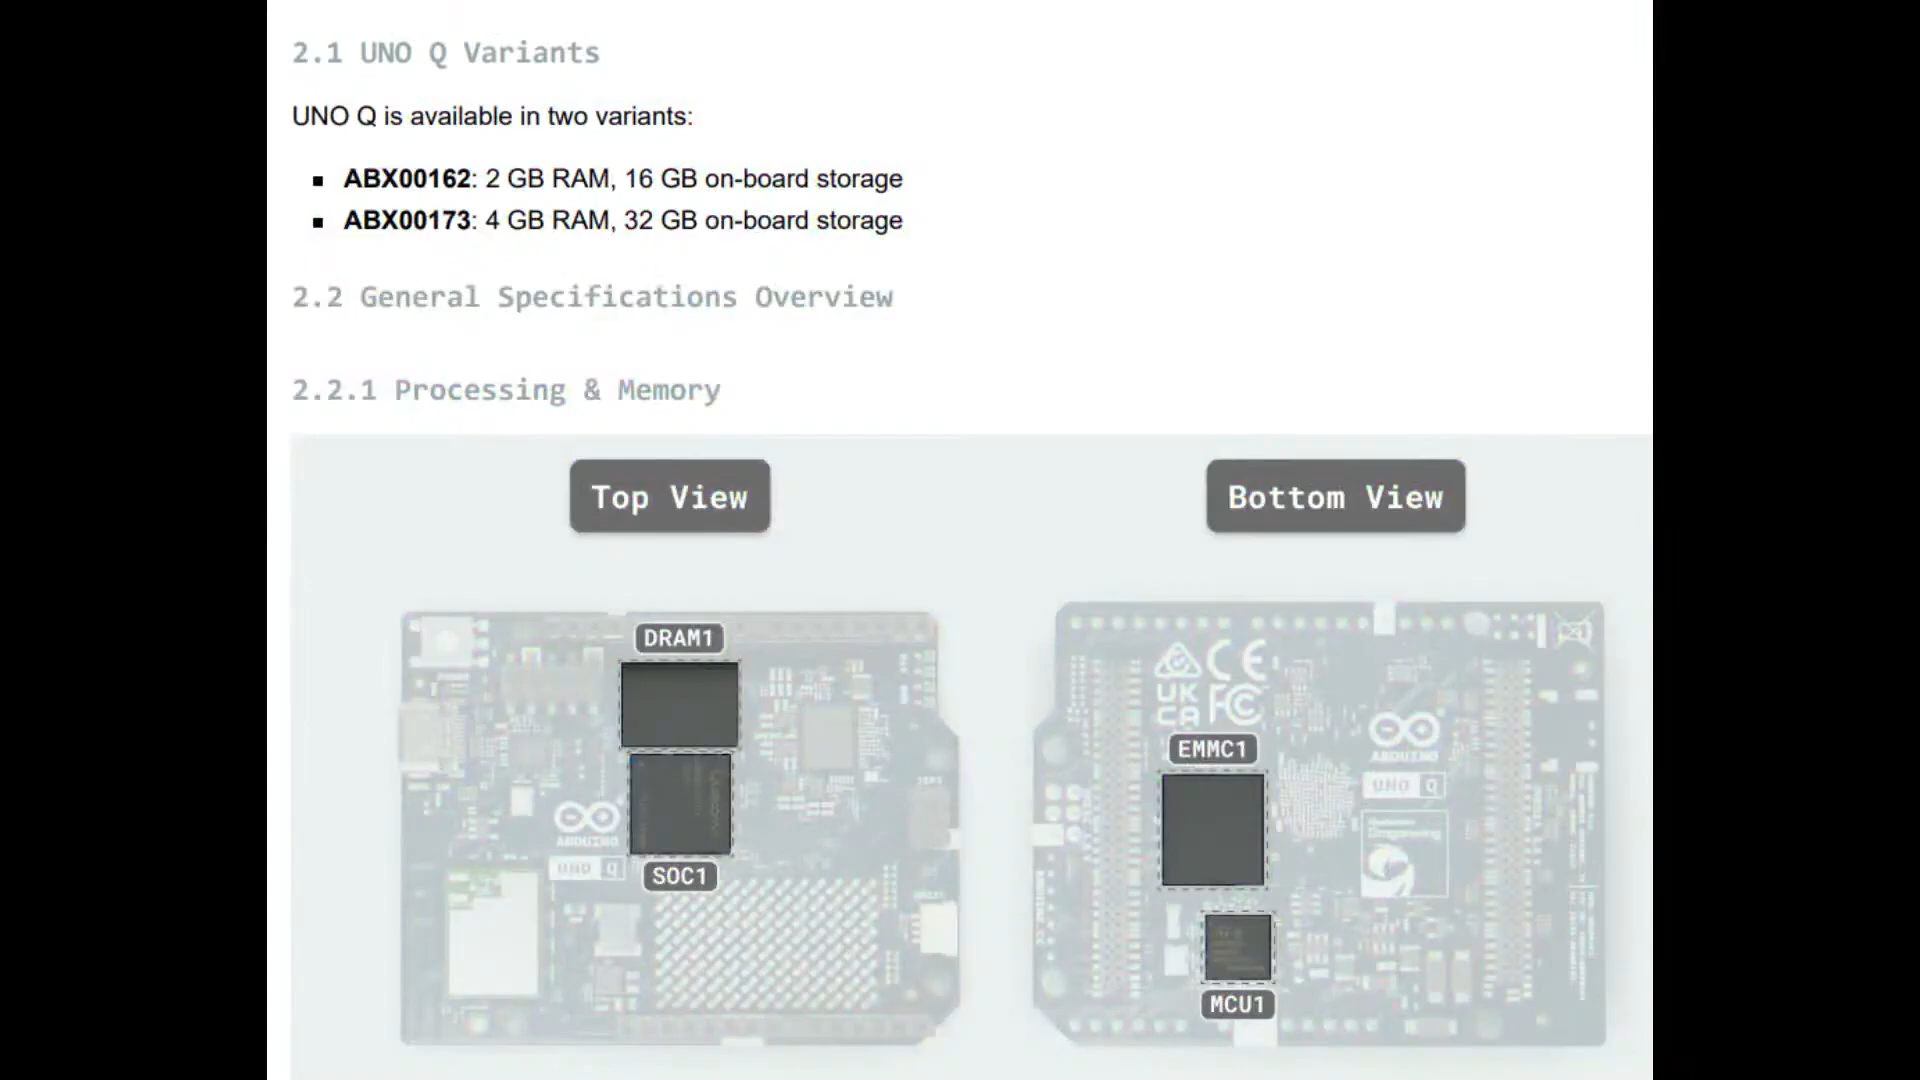 2.1 UNO Q Variants
UNO Q is available in two variants:
▪ ABX00162: 2 GB RAM, 16 GB on-board storage
▪ ABX00173: 4 GB RAM, 32 GB on-board storage
2.2 General Specifications Overview
2.2.1 Processing & Memory
Top View
Bottom View
DRAM1
SOC1
ARDUINO
UNO Q
UK
CA
CE
FC
EMMC1
ARDUINO
UNO Q
MCU1